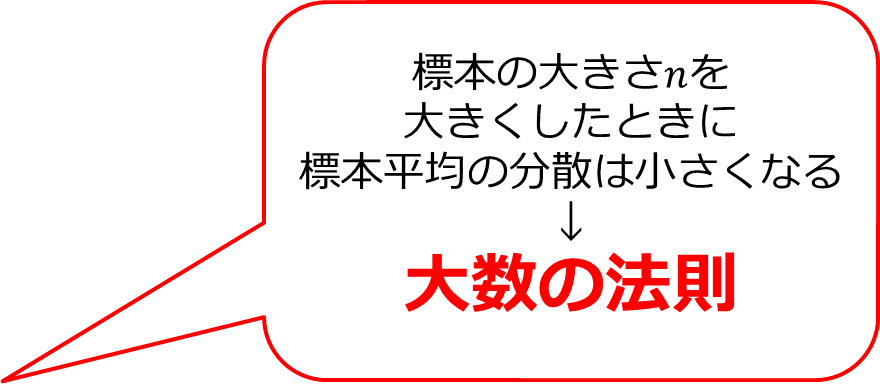 標本の大きさnを
大きくしたときに
標本平均の分散は小さくなる
↓
大数の法則